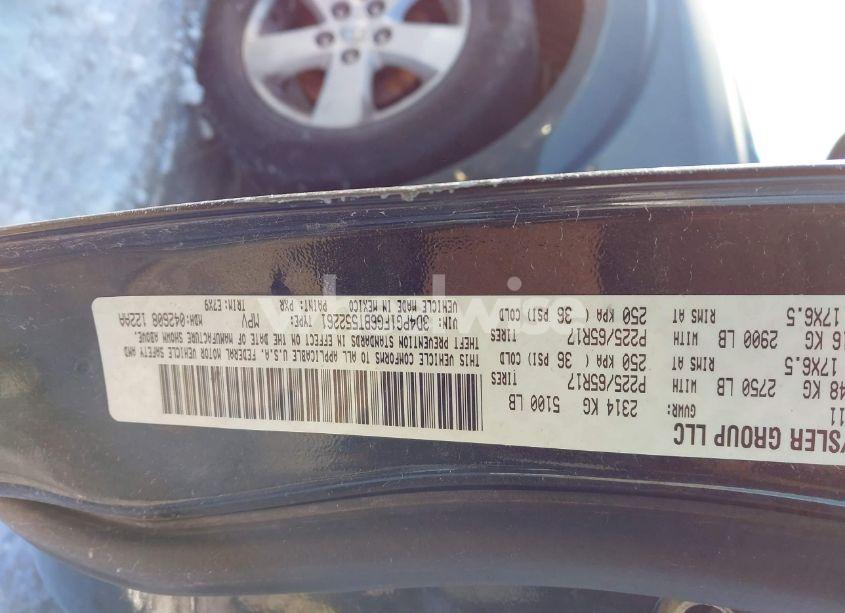 YSLER GROUP LLC
11 GVWR: 2314 KG 5100 LB
48 KG 2750 LB WITH TIRES P225/65R17
17X6.5 RIMS AT 250 KPA( 36 PSI) COLD
16 KG 2900 LB WITH TIRES P225/65R17
17X6.5 RIMS AT 250 KPA( 36 PSI) COLD
THIS VEHICLE CONFORMS TO ALL APPLICABLE U.S.A. FEDERAL MOTOR VEHICLE SAFETY AND
THEFT PREVENTION STANDARDS IN EFFECT ON THE DATE OF MANUFACTURE SHOWN ABOVE.
VIN: 3D4PG1FG6BT552261 TYPE: MPV MDH:042608 122AA
VEHICLE MADE IN MEXICO PAINT: PXR TRIM: E7X9
wheelwise